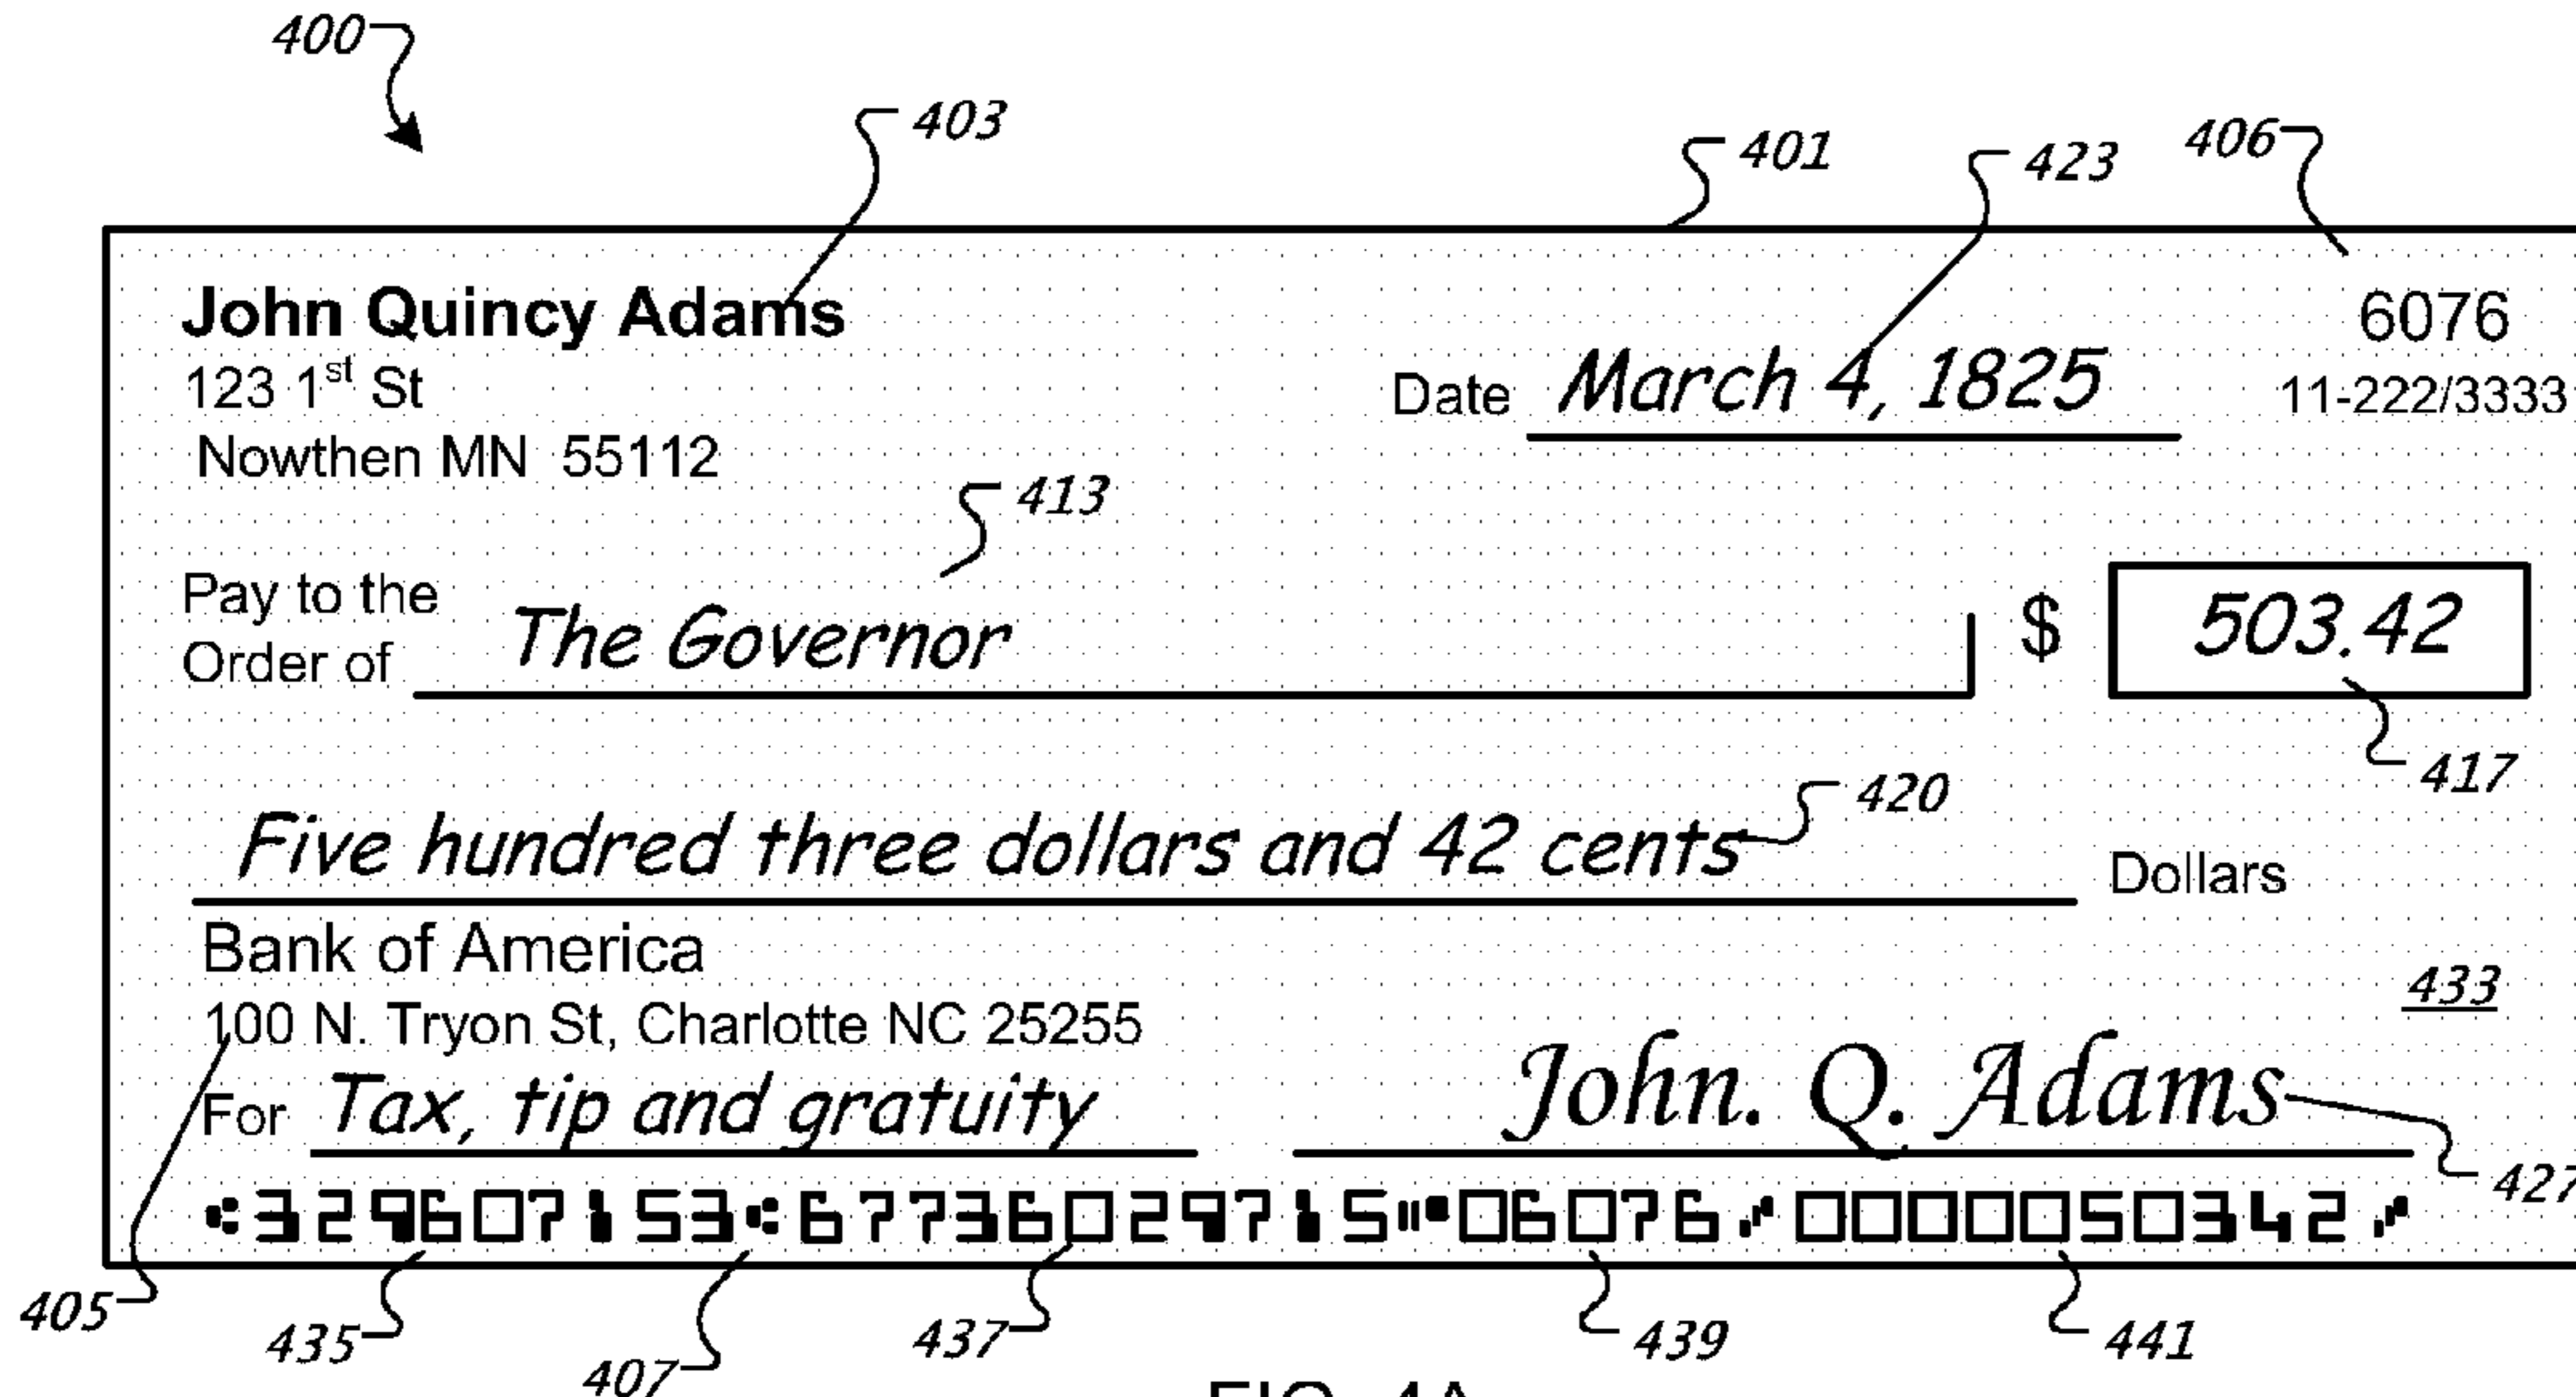 400
403
401
423
406
John Quincy Adams
6076
123 1st St
Date March 4, 1825
11-222/3333
Nowthen MN 55112
413
Pay to the
Order of The Governor
$ 503.42
417
420
Five hundred three dollars and 42 cents Dollars
Bank of America
433
100 N. Tryon St, Charlotte NC 25255
For Tax, tip and gratuity
John. Q. Adams
427
⑆329607153⑆67736029715⑈06076⑇0000050342⑇
405
435
407
437
439
441
FIG. 4A